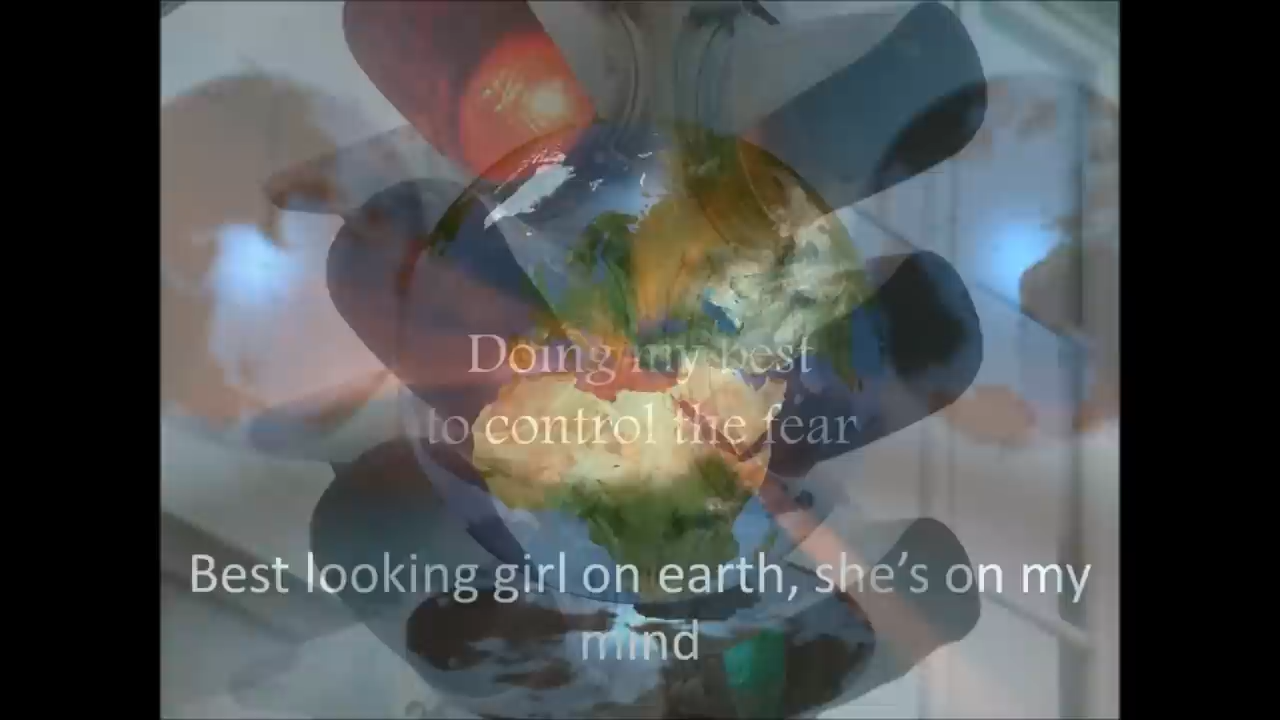 Doing my best
to control the fear
Best looking girl on earth, she’s on my
mind